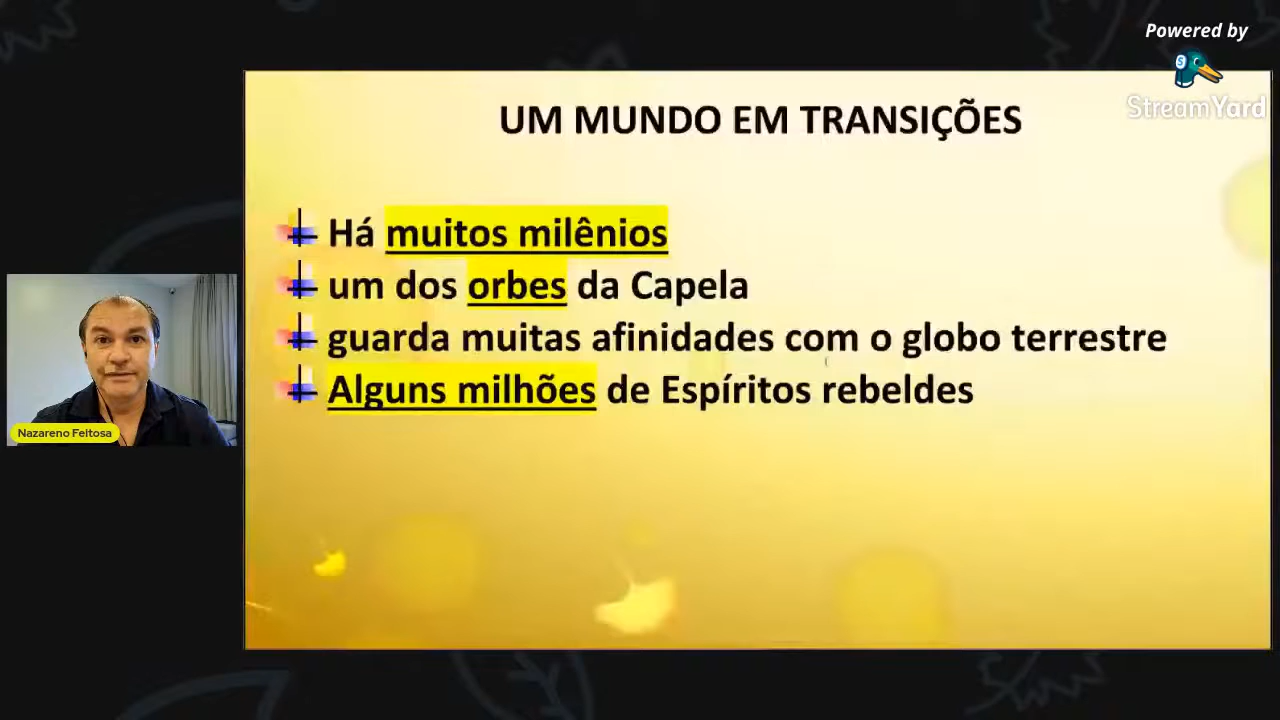 Powered by
StreamYard
UM MUNDO EM TRANSIÇÕES
Há muitos milênios
um dos orbes da Capela
guarda muitas afinidades com o globo terrestre
Alguns milhões de Espíritos rebeldes
Nazareno Feitosa